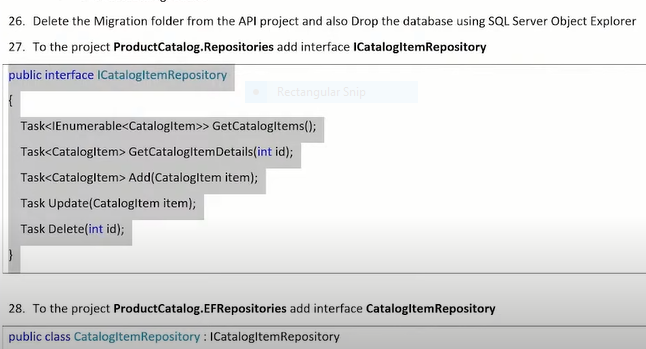 26. Delete the Migration folder from the API project and also Drop the database using SQL Server Object Explorer
27. To the project ProductCatalog.Repositories add interface ICatalogItemRepository
public interface ICatalogItemRepository
{
Rectangular Snip
Task<IEnumerable<CatalogItem>> GetCatalogItems();
Task<CatalogItem> GetCatalogItemDetails(int id);
Task<CatalogItem> Add(CatalogItem item);
Task Update(CatalogItem item);
Task Delete(int id);
}
28. To the project ProductCatalog.EFRepositories add interface CatalogItemRepository
public class CatalogItemRepository : ICatalogItemRepository